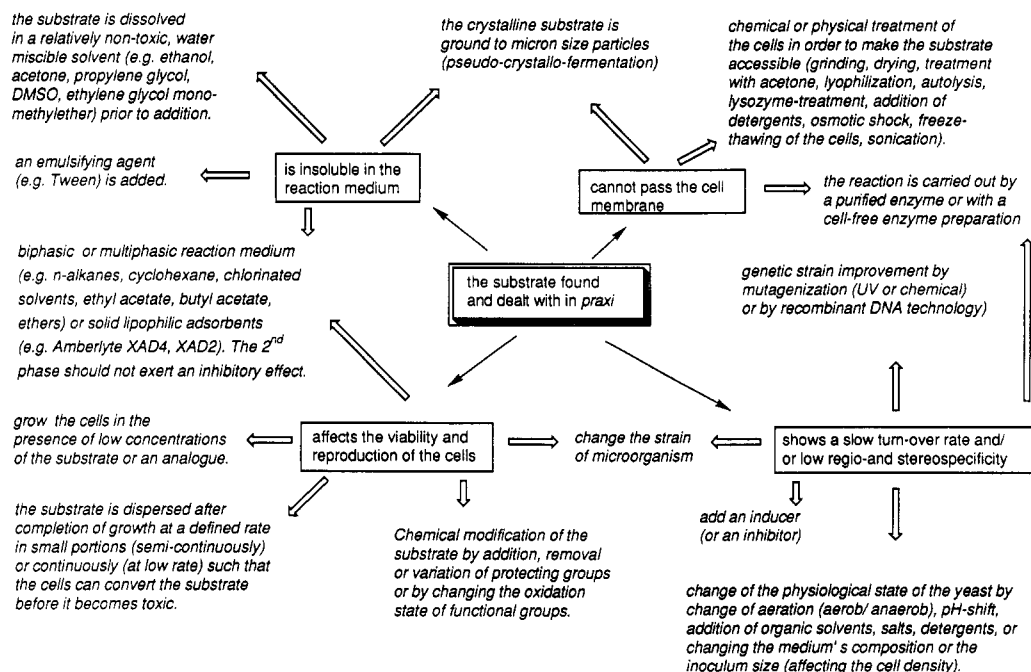 the substrate is dissolved
in a relatively non-toxic, water
miscible solvent (e.g. ethanol,
acetone, propylene glycol,
DMSO, ethylene glycol mono-
methylether) prior to addition.
the crystalline substrate is
ground to micron size particles
(pseudo-crystallo-fermentation)
chemical or physical treatment of
the cells in order to make the substrate
accessible (grinding, drying, treatment
with acetone, lyophilization, autolysis,
lysozyme-treatment, addition of
detergents, osmotic shock, freeze-
thawing of the cells, sonication).
an emulsifying agent
(e.g. Tween) is added.
is insoluble in the
reaction medium
cannot pass the cell
membrane
the reaction is carried out by
a purified enzyme or with a
cell-free enzyme preparation
biphasic or multiphasic reaction medium
(e.g. n-alkanes, cyclohexane, chlorinated
solvents, ethyl acetate, butyl acetate,
ethers) or solid lipophilic adsorbents
(e.g. Amberlyte XAD4, XAD2). The 2nd
phase should not exert an inhibitory effect.
the substrate found
and dealt with in praxi
genetic strain improvement by
mutagenization (UV or chemical)
or by recombinant DNA technology)
grow the cells in the
presence of low concentrations
of the substrate or an analogue.
affects the viability and
reproduction of the cells
change the strain
of microorganism
shows a slow turn-over rate and/
or low regio-and stereospecificity
the substrate is dispersed after
completion of growth at a defined rate
in small portions (semi-continuously)
or continuously (at low rate) such that
the cells can convert the substrate
before it becomes toxic.
Chemical modification of the
substrate by addition, removal
or variation of protecting groups
or by changing the oxidation
state of functional groups.
add an inducer
(or an inhibitor)
change of the physiological state of the yeast by
change of aeration (aerob/ anaerob), pH-shift,
addition of organic solvents, salts, detergents, or
changing the medium's composition or the
inoculum size (affecting the cell density).